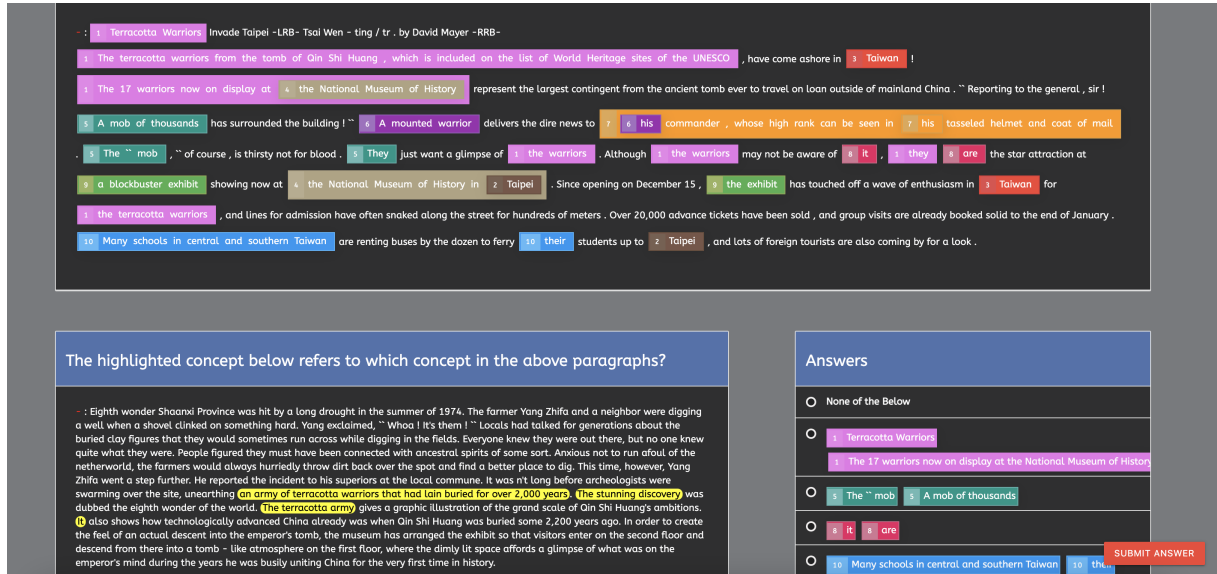 - : 1 Terracotta Warriors Invade Taipei -LRB- Tsai Wen - ting / tr . by David Mayer -RRB-
1 The terracotta warriors from the tomb of Qin Shi Huang , which is included on the list of World Heritage sites of the UNESCO , have come ashore in 3 Taiwan !
1 The 17 warriors now on display at 4 the National Museum of History represent the largest contingent from the ancient tomb ever to travel on loan outside of mainland China . `` Reporting to the general , sir !
5 A mob of thousands has surrounded the building ! `` 6 A mounted warrior delivers the dire news to 7 6 his commander , whose high rank can be seen in 7 his tasseled helmet and coat of mail
. 5 The `` mob , `` of course , is thirsty not for blood . 5 They just want a glimpse of 1 the warriors . Although 1 the warriors may not be aware of 8 it , 1 they 8 are the star attraction at
9 a blockbuster exhibit showing now at 4 the National Museum of History in 2 Taipei . Since opening on December 15 , 9 the exhibit has touched off a wave of enthusiasm in 3 Taiwan for
1 the terracotta warriors , and lines for admission have often snaked along the street for hundreds of meters . Over 20,000 advance tickets have been sold , and group visits are already booked solid to the end of January .
10 Many schools in central and southern Taiwan are renting buses by the dozen to ferry 10 their students up to 2 Taipei , and lots of foreign tourists are also coming by for a look .
The highlighted concept below refers to which concept in the above paragraphs?
- : Eighth wonder Shaanxi Province was hit by a long drought in the summer of 1974. The farmer Yang Zhifa and a neighbor were digging
a well when a shovel clinked on something hard. Yang exclaimed, `` Whoa ! It's them ! `` Locals had talked for generations about the
buried clay figures that they would sometimes run across while digging in the fields. Everyone knew they were out there, but no one knew
quite what they were. People figured they must have been connected with ancestral spirits of some sort. Anxious not to run afoul of the
netherworld, the farmers would always hurriedly throw dirt back over the spot and find a better place to dig. This time, however, Yang
Zhifa went a step further. He reported the incident to his superiors at the local commune. It was n't long before archeologists were
swarming over the site, unearthing an army of terracotta warriors that had lain buried for over 2,000 years. The stunning discovery was
dubbed the eighth wonder of the world. The terracotta army gives a graphic illustration of the grand scale of Qin Shi Huang's ambitions.
It also shows how technologically advanced China already was when Qin Shi Huang was buried some 2,200 years ago. In order to create
the feel of an actual descent into the emperor's tomb, the museum has arranged the exhibit so that visitors enter on the second floor and
descend from there into a tomb - like atmosphere on the first floor, where the dimly lit space affords a glimpse of what was on the
emperor's mind during the years he was busily uniting China for the very first time in history.
Answers
None of the Below
1 Terracotta Warriors
1 The 17 warriors now on display at the National Museum of History
5 The `` mob 5 A mob of thousands
8 it 8 are
10 Many schools in central and southern Taiwan 10
SUBMIT ANSWER